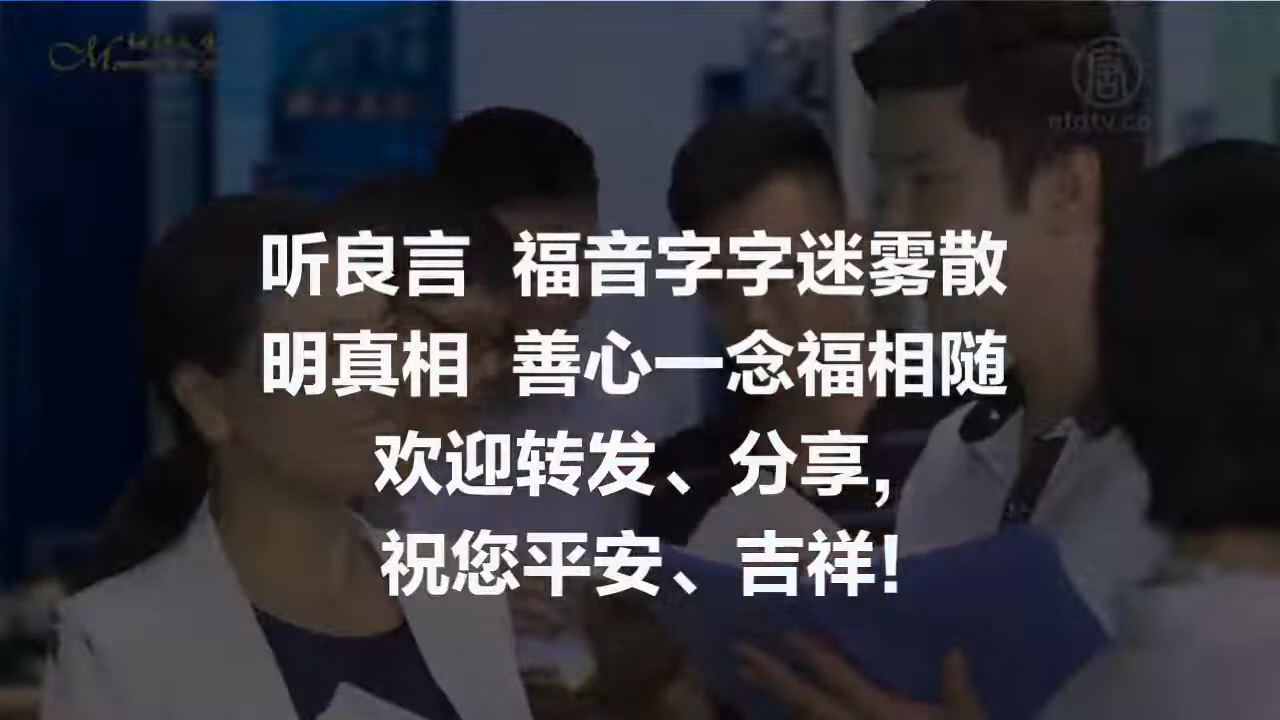 唐
ntdtv.co
听良言 福音字字迷雾散
明真相 善心一念福相随
欢迎转发、分享,
祝您平安、吉祥!